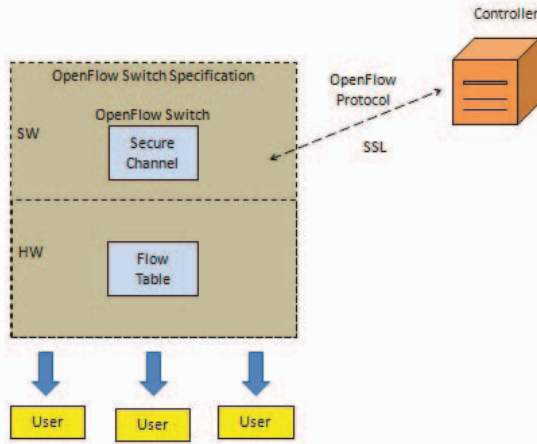 Controller
OpenFlow Switch Specification
OpenFlow
Protocol
OpenFlow Switch
SW
Secure
Channel
SSL
HW
Flow
Table
User
User
User